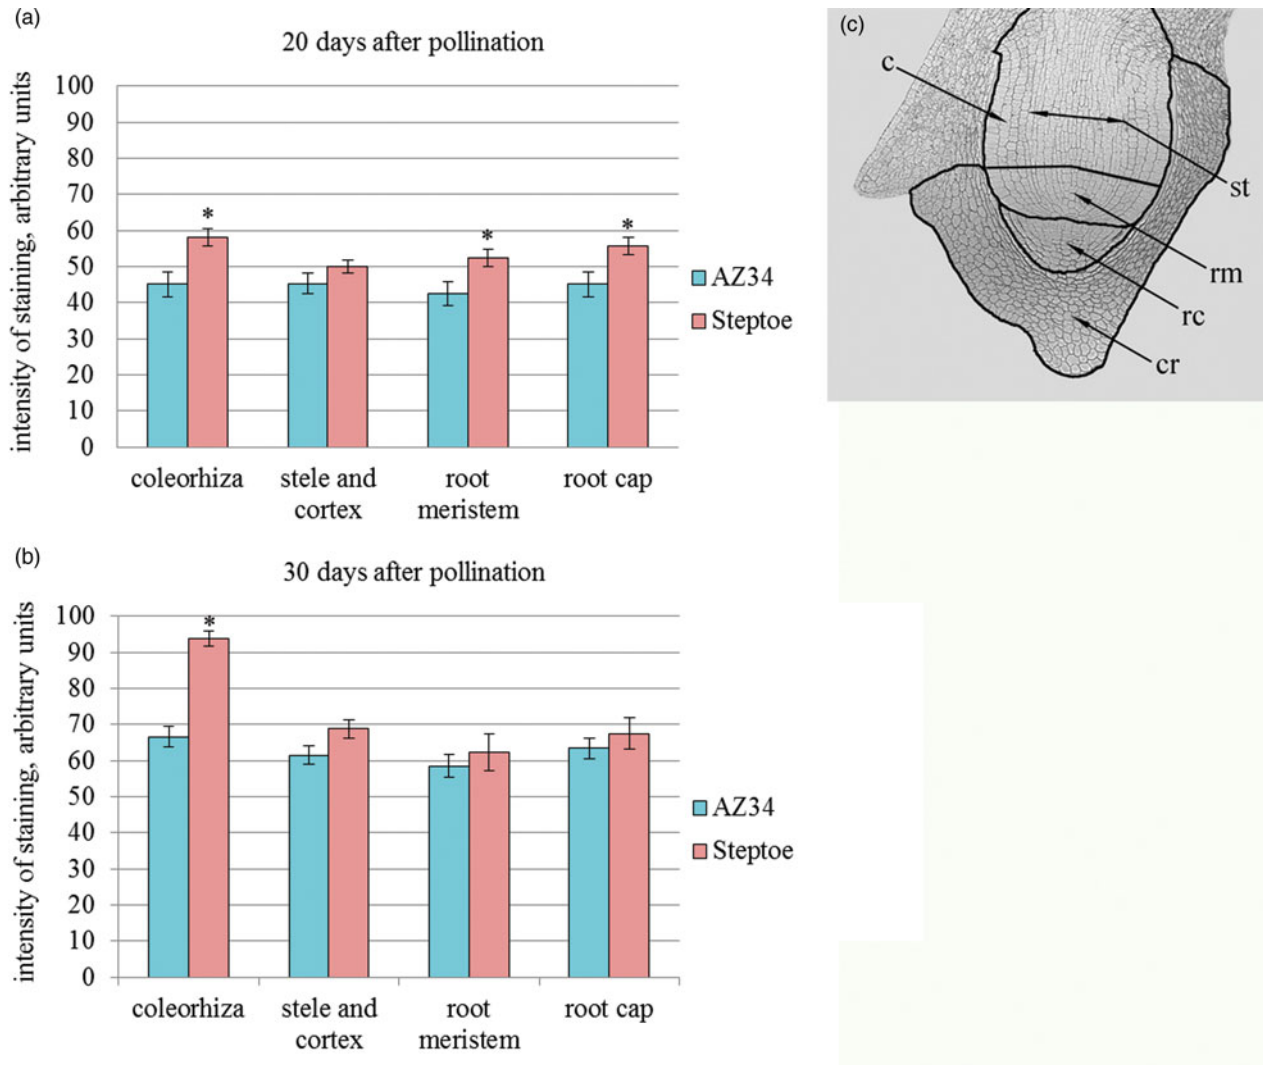 (a)
20 days after pollination
intensity of staining, arbitrary units
100
90
80
70
60
50
40
30
20
10
0
*
*
*
coleorhiza
stele and cortex
root meristem
root cap
AZ34
Steptoe
(b)
30 days after pollination
intensity of staining, arbitrary units
100
90
80
70
60
50
40
30
20
10
0
*
coleorhiza
stele and cortex
root meristem
root cap
AZ34
Steptoe
(c)
c
st
rm
rc
cr